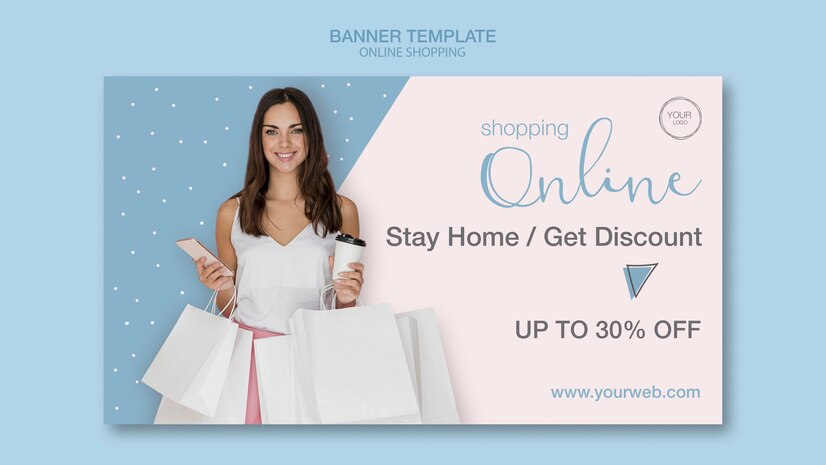 BANNER TEMPLATE
ONLINE SHOPPING
shopping
Online
YOUR
LOGO
Stay Home / Get Discount
UP TO 30% OFF
www.yourweb.com